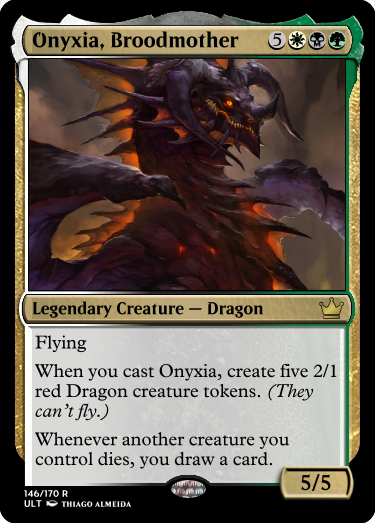 Onyxia, Broodmother 5
Legendary Creature — Dragon
Flying
When you cast Onyxia, create five 2/1
red Dragon creature tokens. (They
can't fly.)
Whenever another creature you
control dies, you draw a card.
5/5
146/170 R
ULT THIAGO ALMEIDA